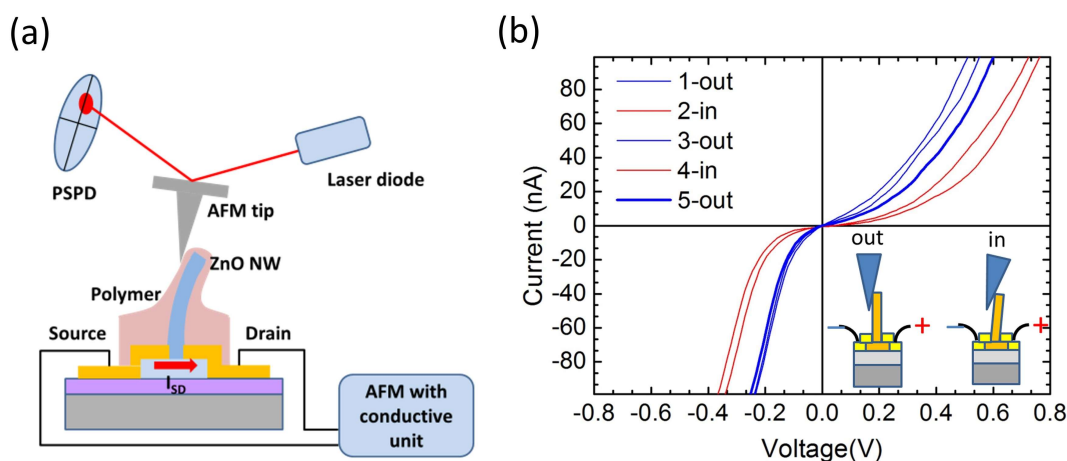 (a)
PSPD
Laser diode
AFM tip
ZnO NW
Polymer
Source
Drain
I_SD
AFM with
conductive
unit
(b)
1-out
2-in
3-out
4-in
5-out
Current (nA)
80
60
40
20
0
-20
-40
-60
-80
out
in
+
+
-0.8 -0.6 -0.4 -0.2 0.0 0.2 0.4 0.6 0.8
Voltage(V)